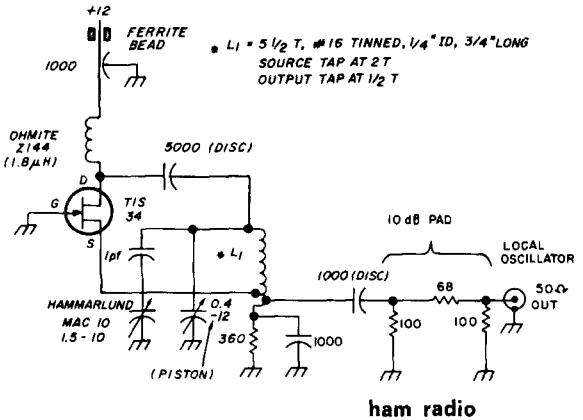 +12
FERRITE
BEAD
1000
* L1 = 5 1/2 T, #16 TINNED, 1/4" ID, 3/4" LONG
SOURCE TAP AT 2T
OUTPUT TAP AT 1/2 T
OHMITE
Z144
(1.8µH)
5000 (DISC)
D
G
S
TIS
34
1pf
* L1
10 dB PAD
LOCAL
OSCILLATOR
1000 (DISC)
68
50Ω
OUT
HAMMARLUND
MAC 10
1.5-10
0.4
-12
(PISTON)
360
1000
100
100
ham radio